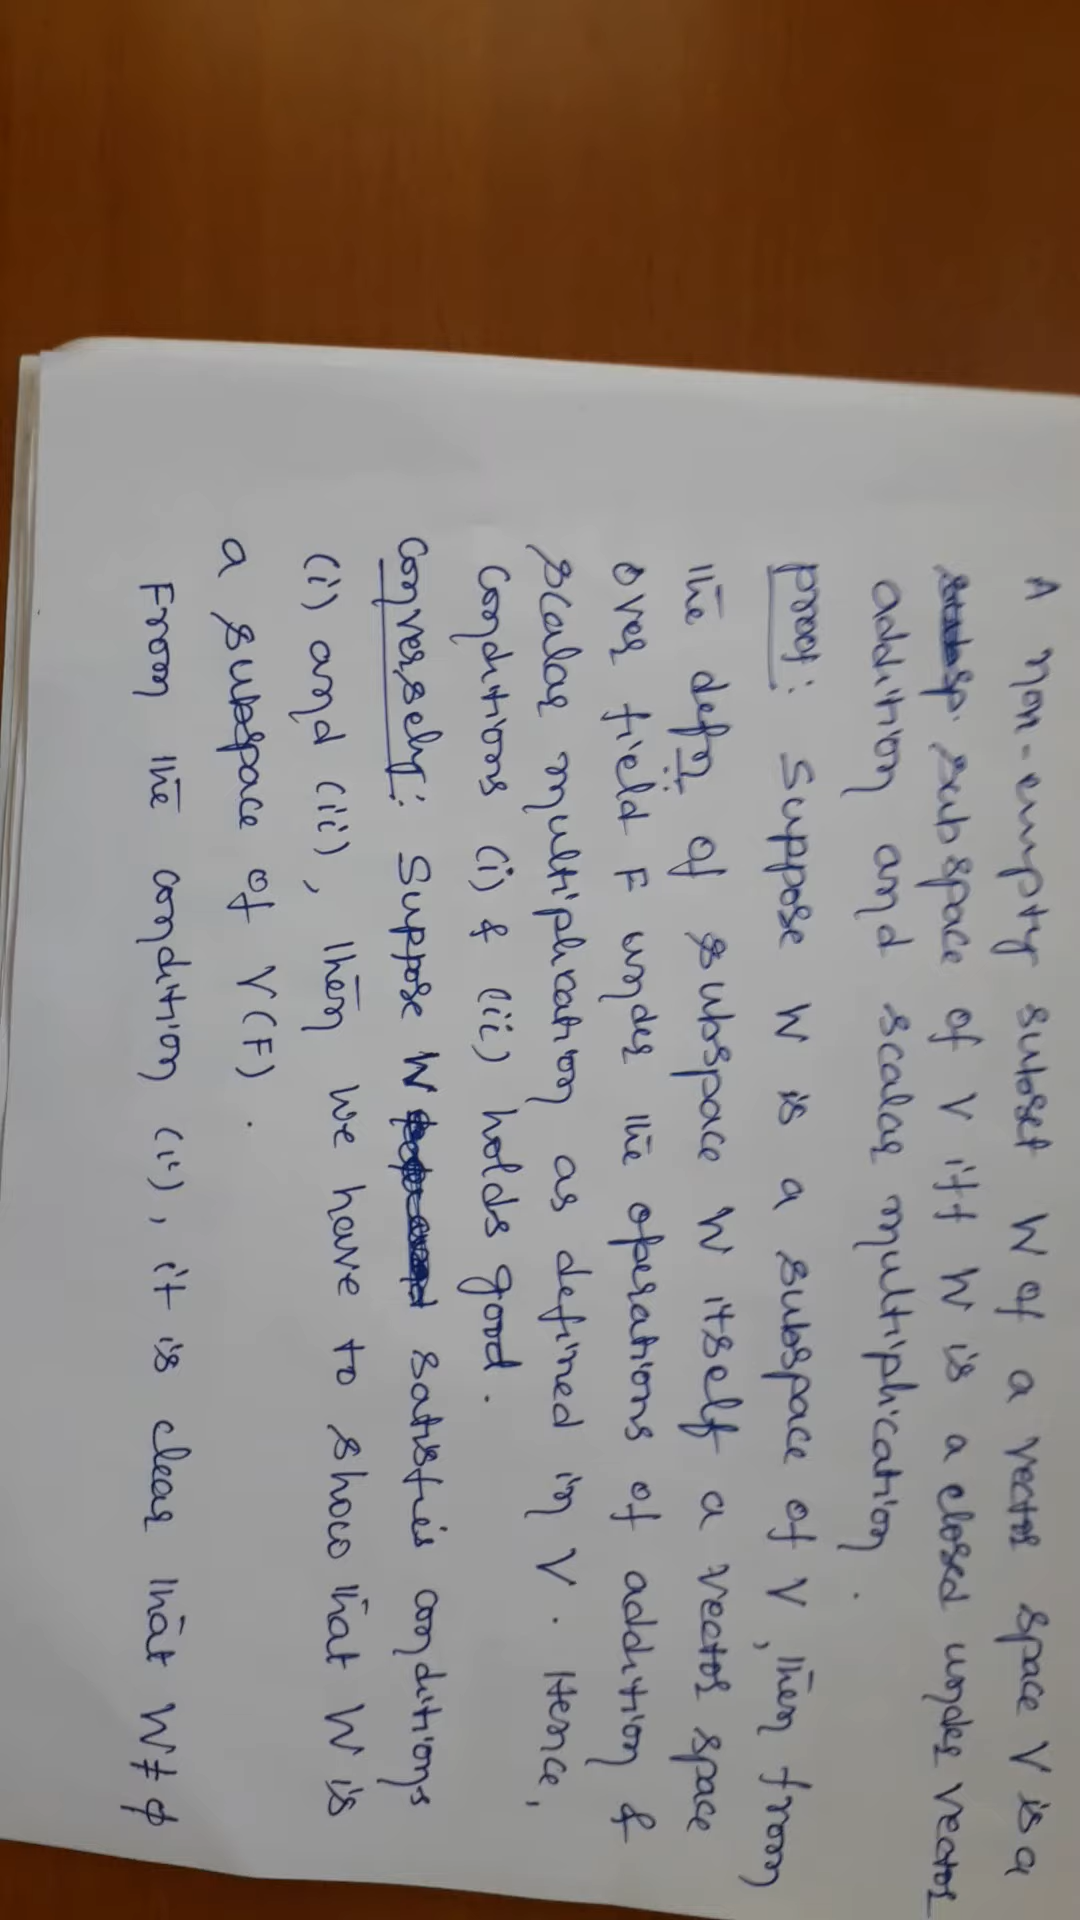 A non-empty subset W of a vector space V is a
subspace of V iff W is a closed under vector
addition and scalar multiplication.
proof: Suppose W is a subspace of V, then from
the defn of subspace W itself a vector space
over field F under the operations of addition &
scalar multiplication as defined in V. Hence,
conditions (i) & (ii) holds good.
conversely: Suppose W satisfies conditions
(i) and (ii), then we have to show that W is
a subspace of V(F).
From the condition (i), it is clear that W ≠ ϕ